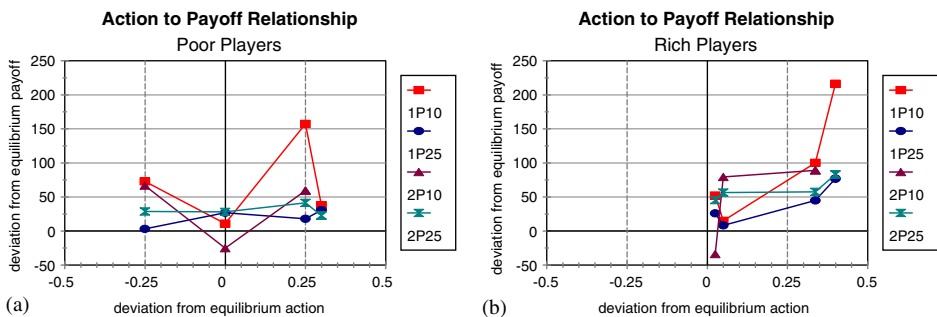 Action to Payoff Relationship
Poor Players
deviation from equilibrium payoff
250
200
150
100
50
0
-50
-0.5
-0.25
0
0.25
0.5
deviation from equilibrium action
1P10
1P25
2P10
2P25
(a)
Action to Payoff Relationship
Rich Players
deviation from equilibrium payoff
250
200
150
100
50
0
-50
-0.5
-0.25
0
0.25
0.5
deviation from equilibrium action
1P10
1P25
2P10
2P25
(b)